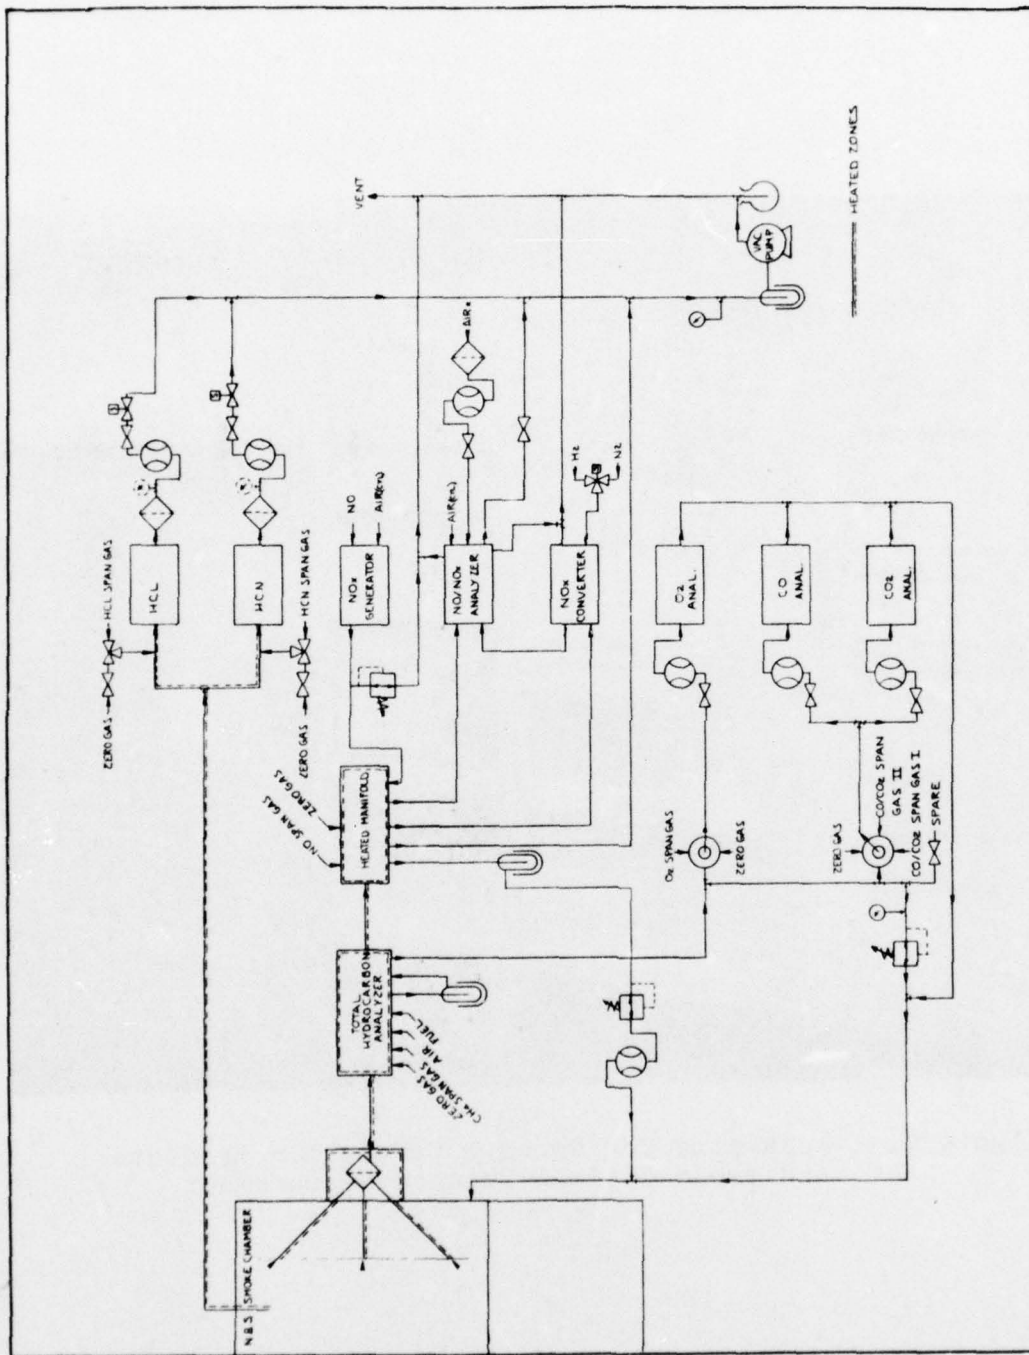 VENT
HEATED ZONES
VAC
PUMP
HCL SPAN GAS
ZERO GAS
HCL
HCN
HCN SPAN GAS
ZERO GAS
NO
AIR(CYL)
NOx
GENERATOR
AIR(CYL)
AIR
NO/NOx
ANALYZER
H2
N2
NOx
CONVERTER
O2
ANAL.
CO
ANAL.
CO2
ANAL.
NO SPAN GAS
ZERO GAS
HEATED MANIFOLD
O2 SPAN GAS
ZERO GAS
ZERO GAS
CO/CO2 SPAN
GAS II
CO/CO2 SPAN GAS I
SPARE
TOTAL
HYDROCARBON
ANALYZER
FUEL
AIR
CH4 SPAN GAS
ZERO GAS
N.B.S. SMOKE CHAMBER